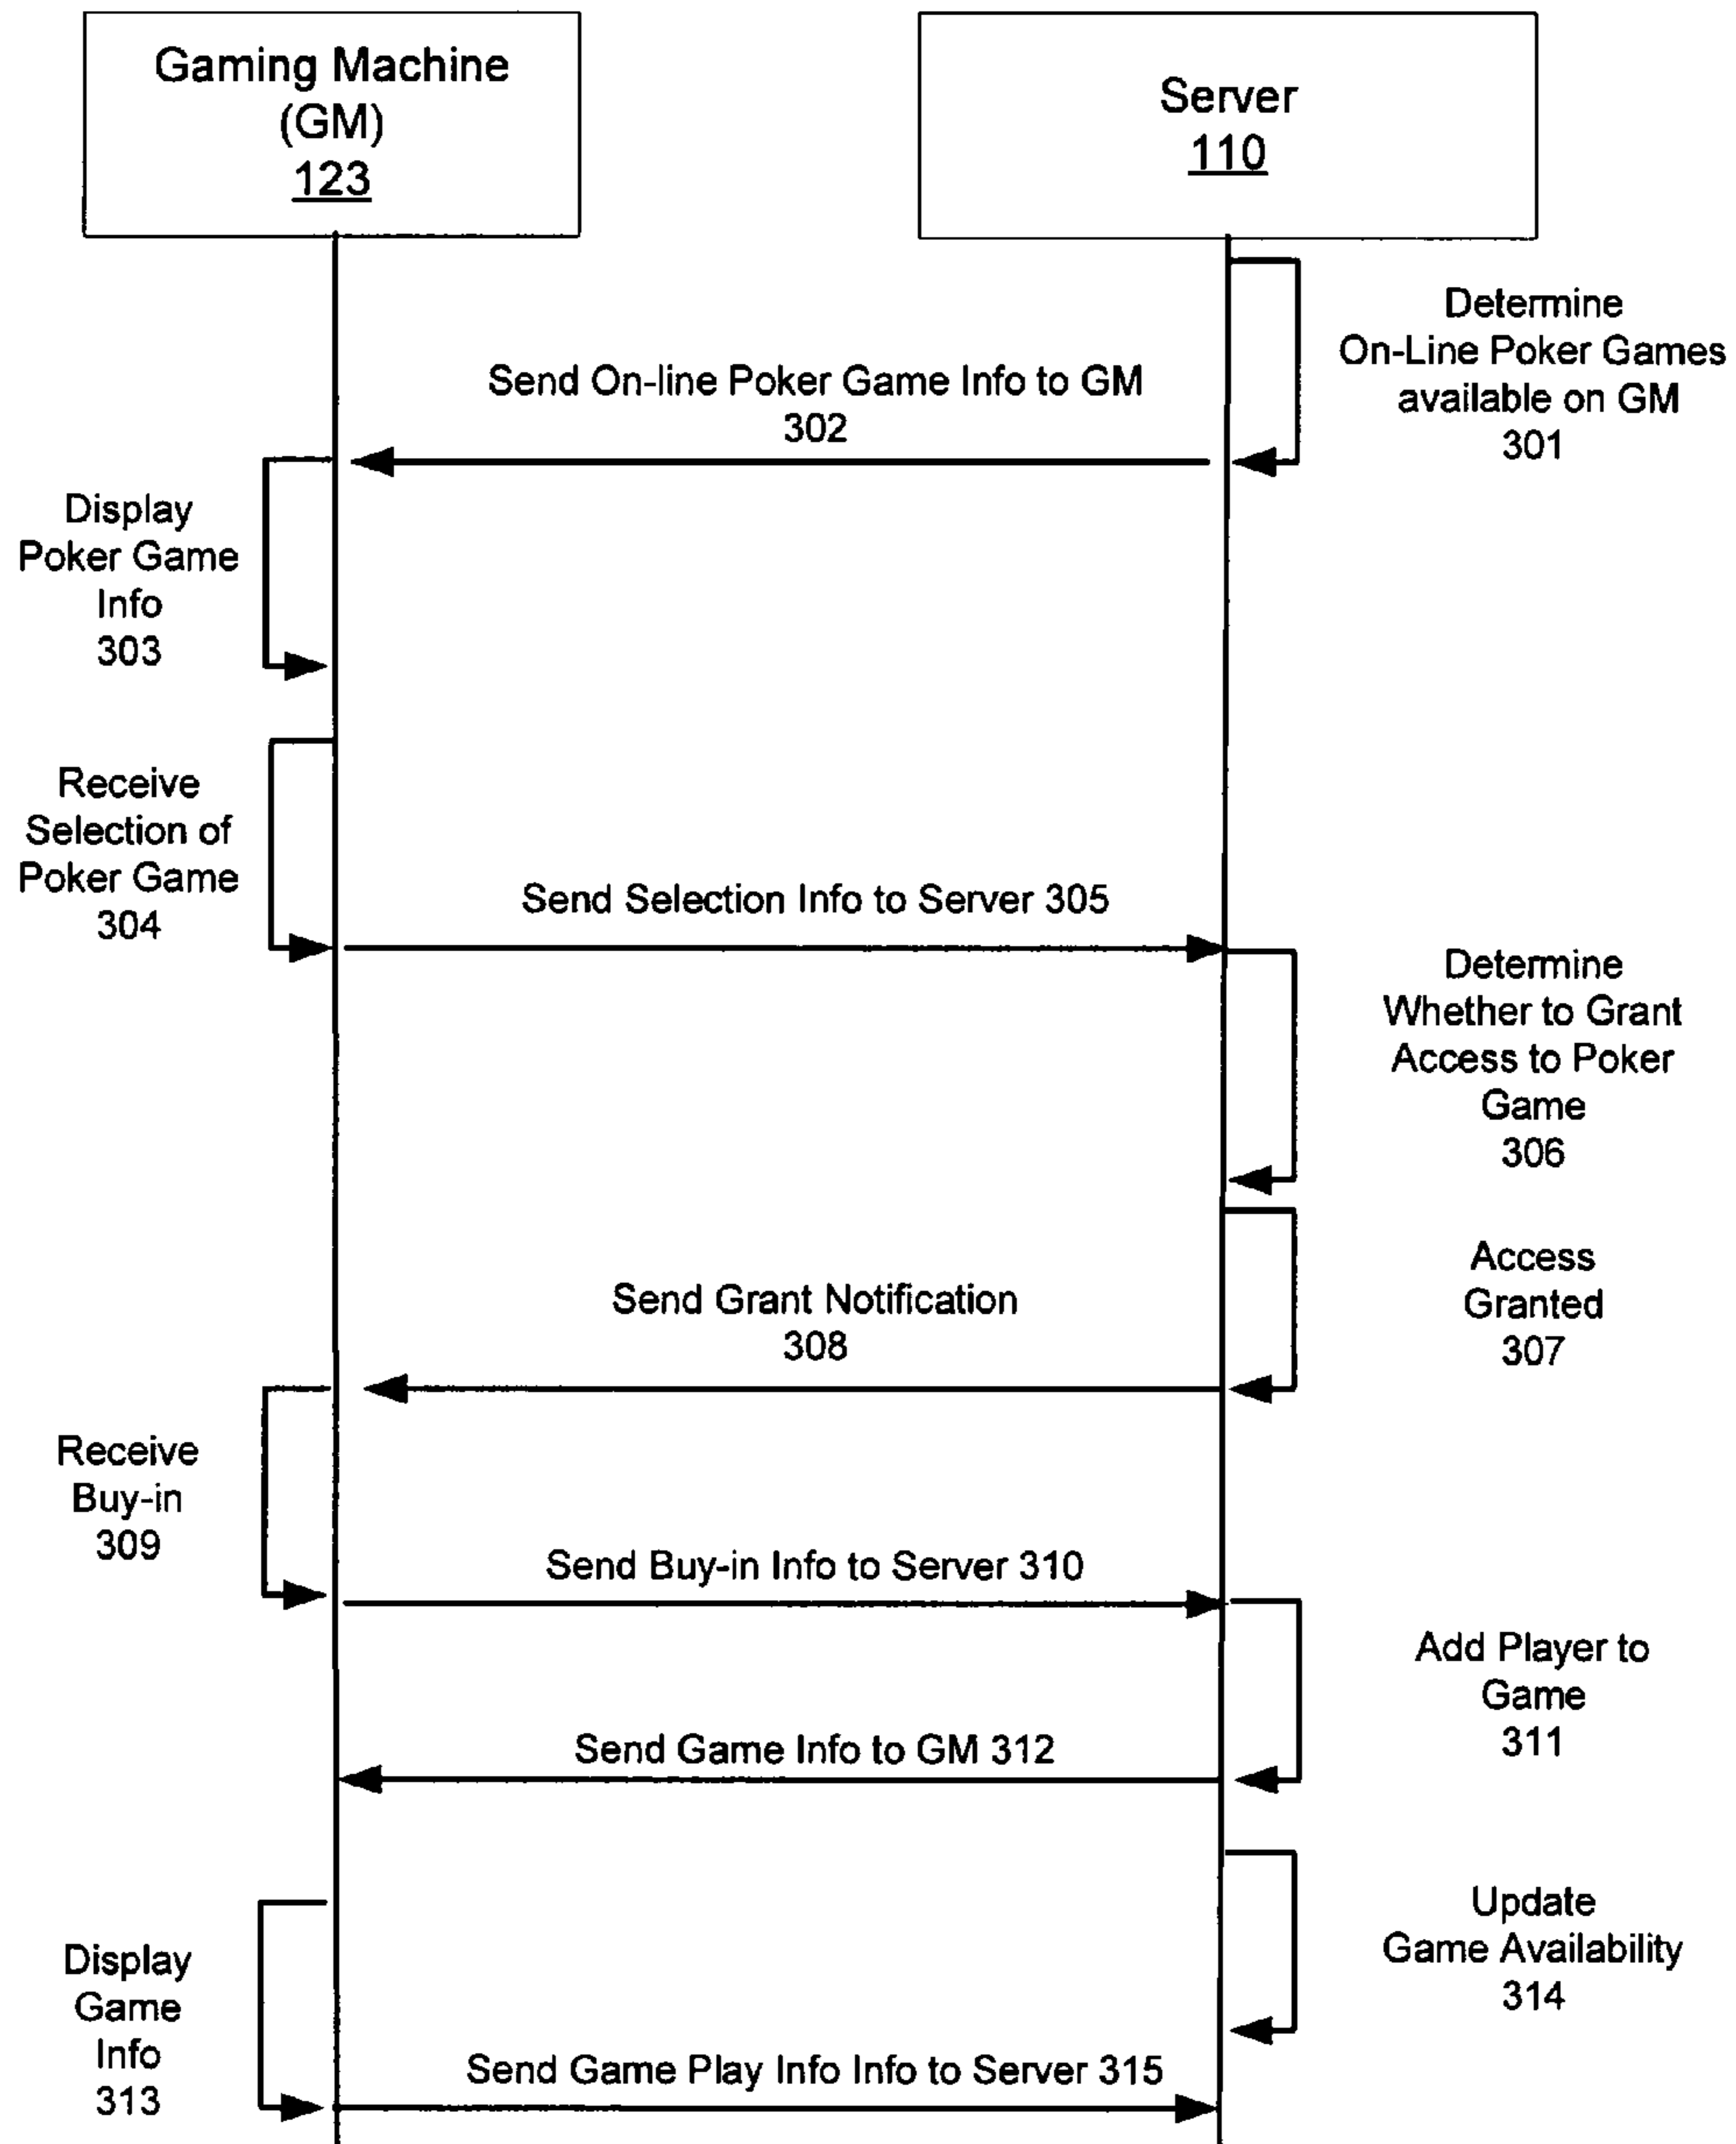 Gaming Machine
(GM)
123
Server
110
Determine
On-Line Poker Games
available on GM
301
Send On-line Poker Game Info to GM
302
Display
Poker Game
Info
303
Receive
Selection of
Poker Game
304
Send Selection Info to Server 305
Determine
Whether to Grant
Access to Poker
Game
306
Access
Granted
307
Send Grant Notification
308
Receive
Buy-in
309
Send Buy-in Info to Server 310
Add Player to
Game
311
Send Game Info to GM 312
Update
Game Availability
314
Display
Game
Info
313
Send Game Play Info Info to Server 315